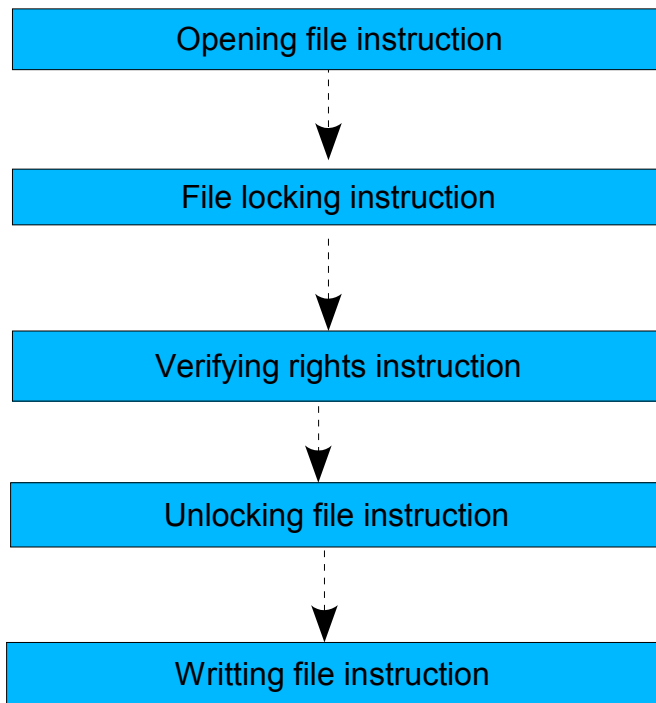 Opening file instruction
File locking instruction
Verifying rights instruction
Unlocking file instruction
Writting file instruction